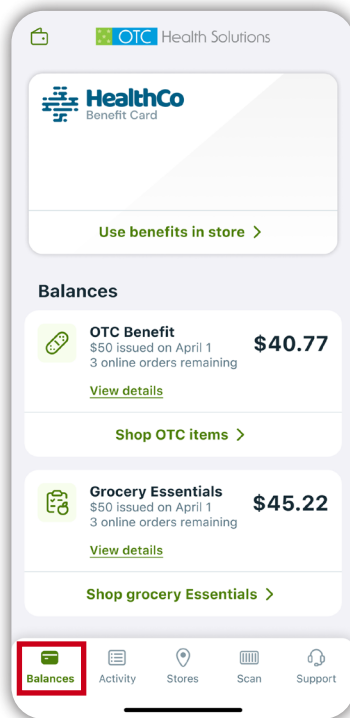 OTC Health Solutions
HealthCo
Benefit Card
Use benefits in store >
Balances
OTC Benefit
$50 issued on April 1
3 online orders remaining
$40.77
View details
Shop OTC items >
Grocery Essentials
$50 issued on April 1
3 online orders remaining
$45.22
View details
Shop grocery Essentials >
Balances Activity Stores Scan Support